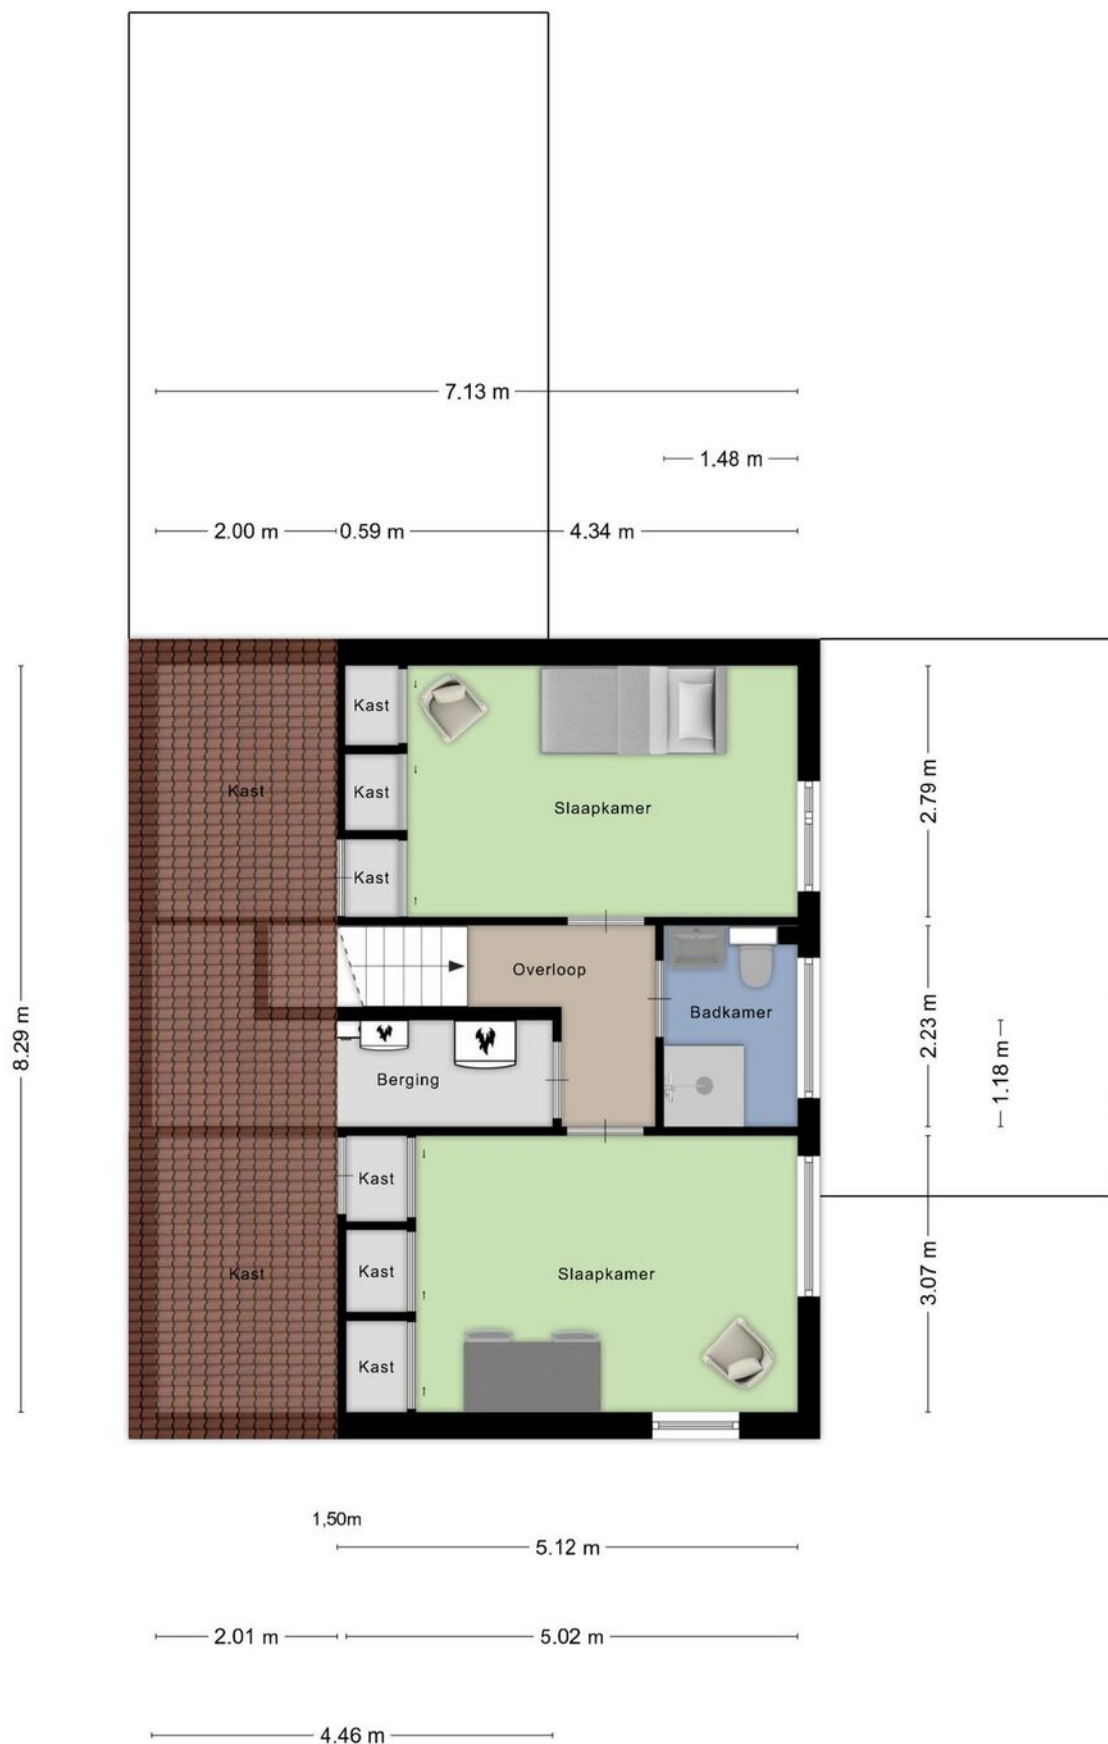 7.13 m
1.48 m
2.00 m
0.59 m
4.34 m
Kast
Kast
2.79 m
Kast
Kast
Slaapkamer
Kast
Overloop
8.29 m
Badkamer
2.23 m
1.18 m
Berging
Kast
Kast
Kast
Slaapkamer
3.07 m
Kast
1,50m
5.12 m
2.01 m
5.02 m
4.46 m